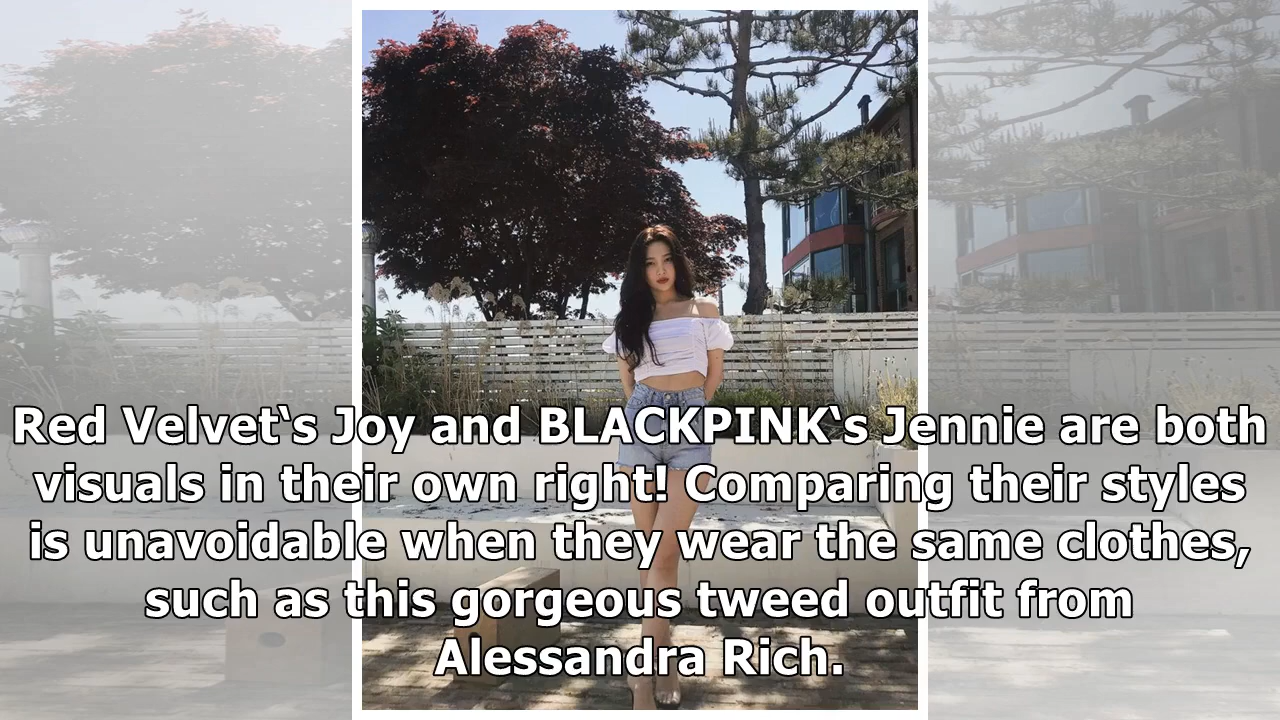 Red Velvet‛s Joy and BLACKPINK‛s Jennie are both
visuals in their own right! Comparing their styles
is unavoidable when they wear the same clothes,
such as this gorgeous tweed outfit from
Alessandra Rich.